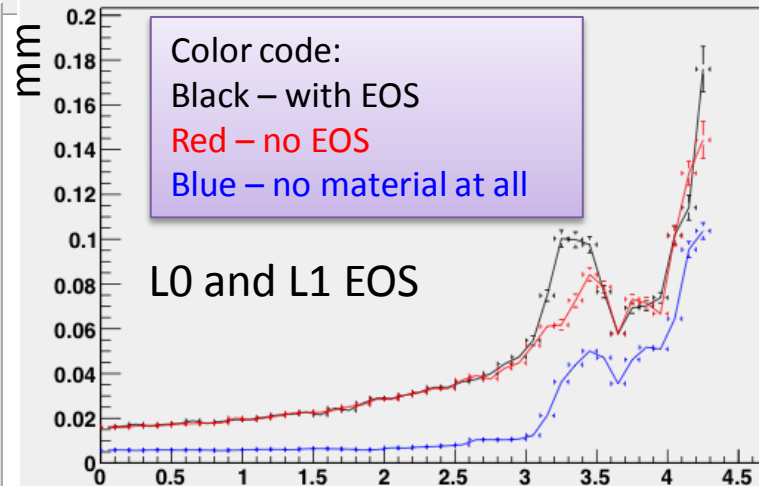 mm
0.2
0.18
0.16
0.14
0.12
0.1
0.08
0.06
0.04
0.02
0
Color code:
Black – with EOS
Red – no EOS
Blue – no material at all
L0 and L1 EOS
0 0.5 1 1.5 2 2.5 3 3.5 4 4.5